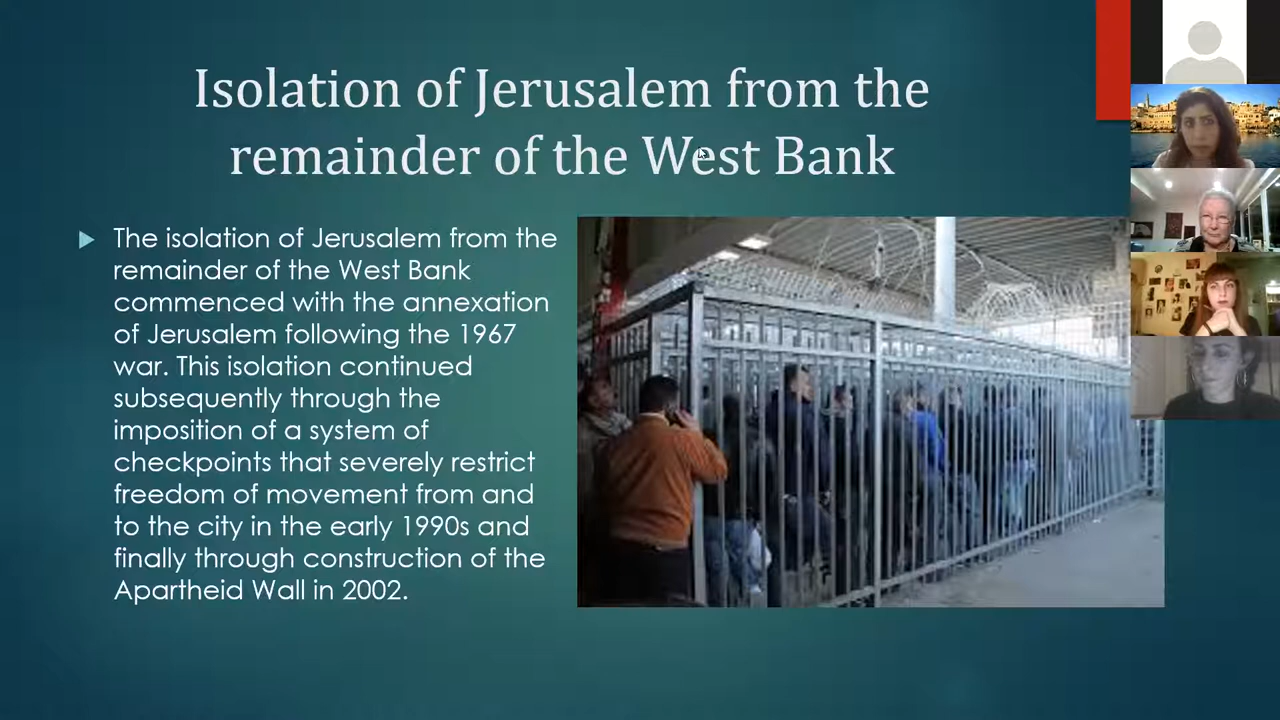 Isolation of Jerusalem from the
remainder of the West Bank
The isolation of Jerusalem from the
remainder of the West Bank
commenced with the annexation
of Jerusalem following the 1967
war. This isolation continued
subsequently through the
imposition of a system of
checkpoints that severely restrict
freedom of movement from and
to the city in the early 1990s and
finally through construction of the
Apartheid Wall in 2002.